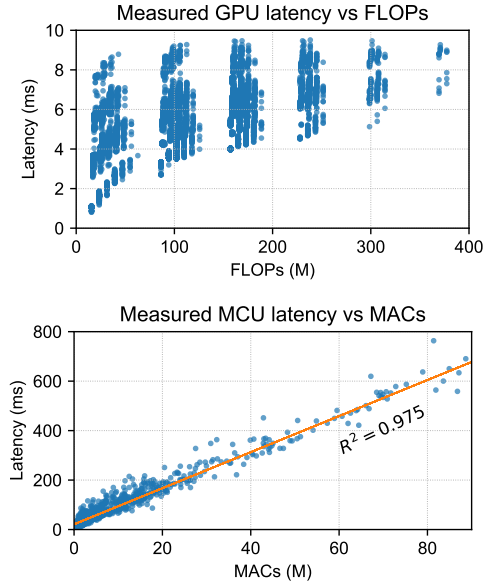 Measured GPU latency vs FLOPs
10
8
6
4
2
0
Latency (ms)
0 100 200 300 400
FLOPs (M)
Measured MCU latency vs MACs
800
600
400
200
0
Latency (ms)
R² = 0.975
0 20 40 60 80
MACs (M)